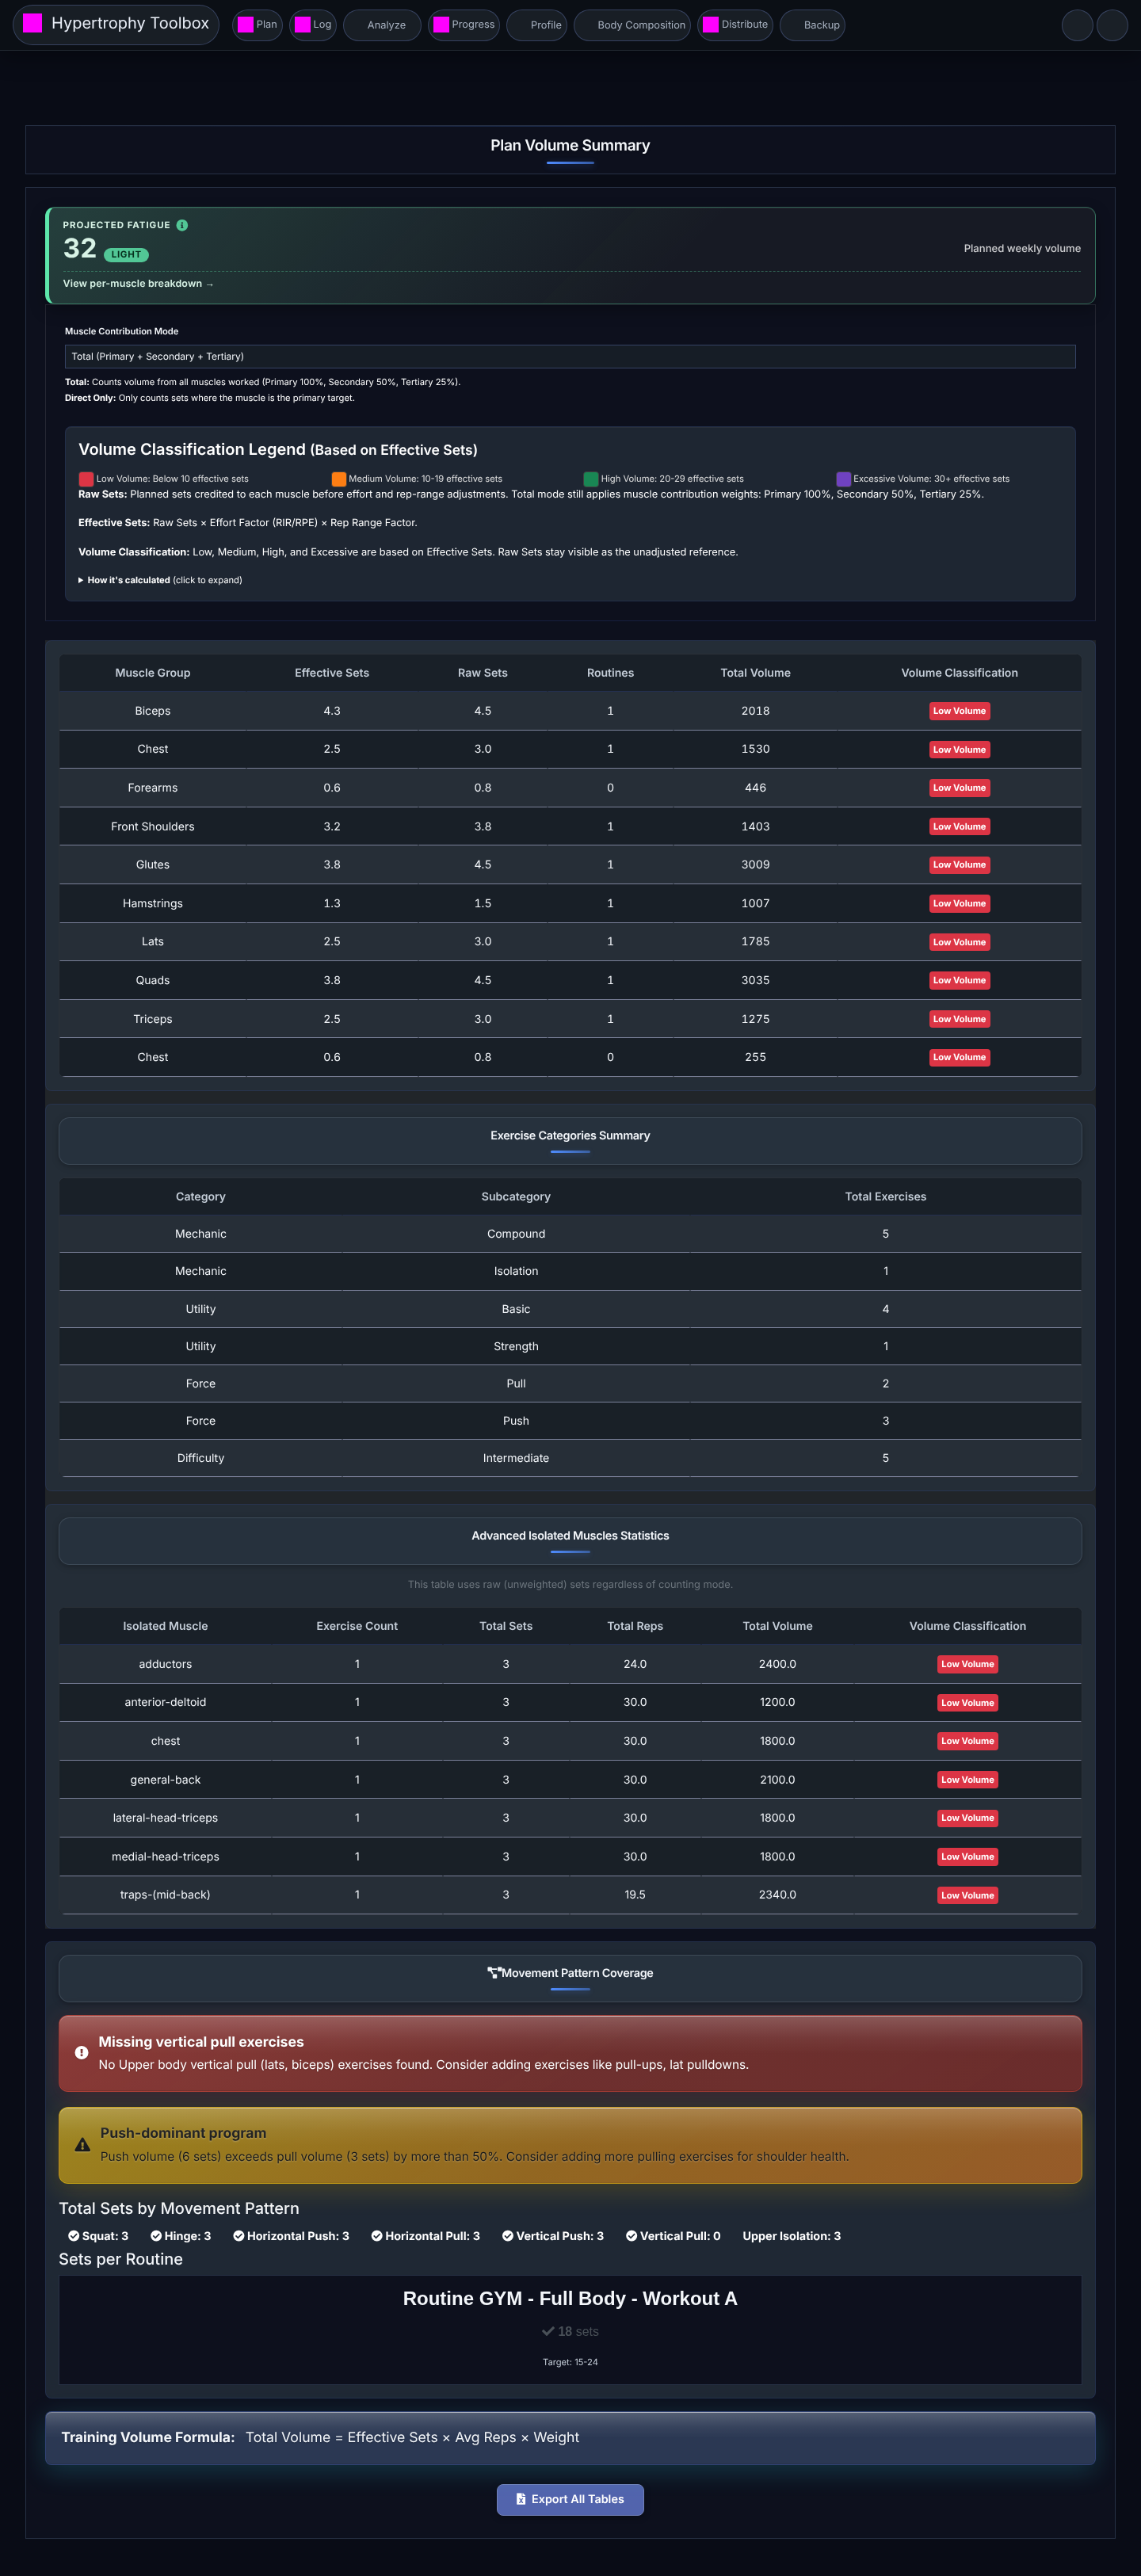 Hypertrophy Toolbox Plan Log Analyze Progress Profile Body Composition Distribute Backup
Plan Volume Summary
PROJECTED FATIGUE
32 LIGHT
Planned weekly volume
View per-muscle breakdown →
Muscle Contribution Mode
Total (Primary + Secondary + Tertiary)
Total: Counts volume from all muscles worked (Primary 100%, Secondary 50%, Tertiary 25%).
Direct Only: Only counts sets where the muscle is the primary target.
Volume Classification Legend (Based on Effective Sets)
Low Volume: Below 10 effective sets Medium Volume: 10-19 effective sets High Volume: 20-29 effective sets Excessive Volume: 30+ effective sets
Raw Sets: Planned sets credited to each muscle before effort and rep-range adjustments. Total mode still applies muscle contribution weights: Primary 100%, Secondary 50%, Tertiary 25%.
Effective Sets: Raw Sets × Effort Factor (RIR/RPE) × Rep Range Factor.
Volume Classification: Low, Medium, High, and Excessive are based on Effective Sets. Raw Sets stay visible as the unadjusted reference.
How it's calculated (click to expand)
Muscle Group Effective Sets Raw Sets Routines Total Volume Volume Classification
Biceps 4.3 4.5 1 2018 Low Volume
Chest 2.5 3.0 1 1530 Low Volume
Forearms 0.6 0.8 0 446 Low Volume
Front Shoulders 3.2 3.8 1 1403 Low Volume
Glutes 3.8 4.5 1 3009 Low Volume
Hamstrings 1.3 1.5 1 1007 Low Volume
Lats 2.5 3.0 1 1785 Low Volume
Quads 3.8 4.5 1 3035 Low Volume
Triceps 2.5 3.0 1 1275 Low Volume
Chest 0.6 0.8 0 255 Low Volume
Exercise Categories Summary
Category Subcategory Total Exercises
Mechanic Compound 5
Mechanic Isolation 1
Utility Basic 4
Utility Strength 1
Force Pull 2
Force Push 3
Difficulty Intermediate 5
Advanced Isolated Muscles Statistics
This table uses raw (unweighted) sets regardless of counting mode.
Isolated Muscle Exercise Count Total Sets Total Reps Total Volume Volume Classification
adductors 1 3 24.0 2400.0 Low Volume
anterior-deltoid 1 3 30.0 1200.0 Low Volume
chest 1 3 30.0 1800.0 Low Volume
general-back 1 3 30.0 2100.0 Low Volume
lateral-head-triceps 1 3 30.0 1800.0 Low Volume
medial-head-triceps 1 3 30.0 1800.0 Low Volume
traps-(mid-back) 1 3 19.5 2340.0 Low Volume
Movement Pattern Coverage
Missing vertical pull exercises
No Upper body vertical pull (lats, biceps) exercises found. Consider adding exercises like pull-ups, lat pulldowns.
Push-dominant program
Push volume (6 sets) exceeds pull volume (3 sets) by more than 50%. Consider adding more pulling exercises for shoulder health.
Total Sets by Movement Pattern
Squat: 3 Hinge: 3 Horizontal Push: 3 Horizontal Pull: 3 Vertical Push: 3 Vertical Pull: 0 Upper Isolation: 3
Sets per Routine
Routine GYM - Full Body - Workout A
18 sets
Target: 15-24
Training Volume Formula: Total Volume = Effective Sets × Avg Reps × Weight
Export All Tables